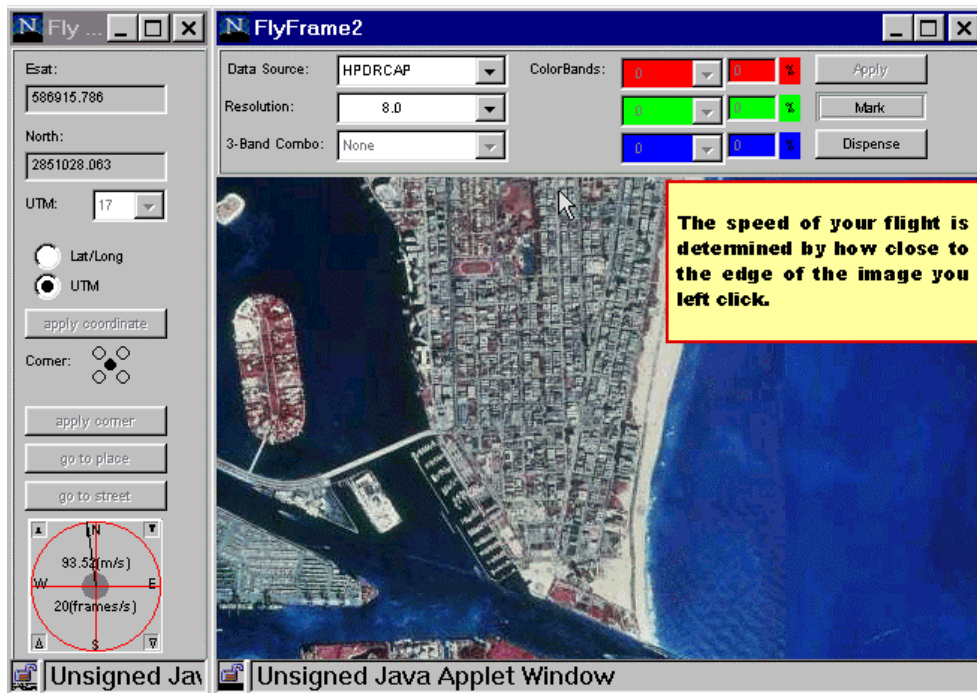 N Fly ...
Esat:
586915.786
North:
2851028.063
UTM: 17
Lat/Long
UTM
apply coordinate
Corner:
apply corner
go to place
go to street
N
93.52(m/s)
W E
20(frames/s)
S
Unsigned Jav
N FlyFrame2
Data Source: HPDRCAP ColorBands: 0 0 % Apply
Resolution: 8.0 0 0 % Mark
3-Band Combo: None 0 0 % Dispense
The speed of your flight is
determined by how close to
the edge of the image you
left click.
Unsigned Java Applet Window